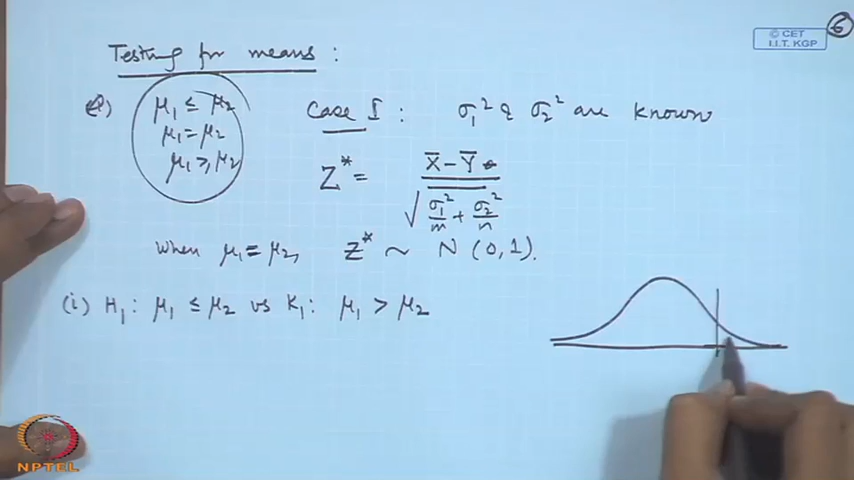 6
© CET
I.I.T. KGP
Testing for means :
μ₁ ≤ μ₂
μ₁ = μ₂
μ₁ ≥ μ₂
Case I : σ₁² & σ₂² are known
Z* = (X̄ - Ȳ) / √(σ₁²/m + σ₂²/n)
When μ₁ = μ₂, Z* ~ N (0, 1).
(i) H₁ : μ₁ ≤ μ₂ vs K₁ : μ₁ > μ₂
NPTEL